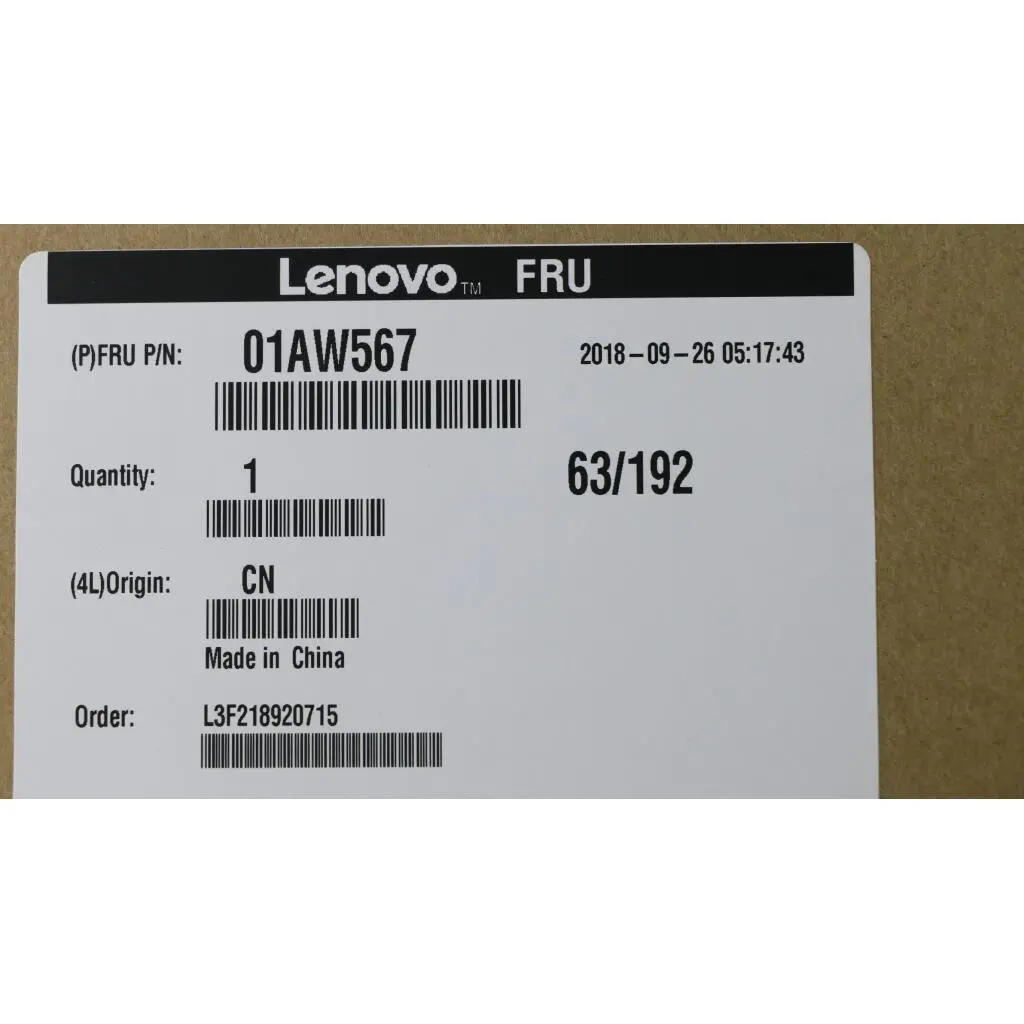 Lenovo™ FRU
(P)FRU P/N: 01AW567 2018-09-26 05:17:43
Quantity: 1 63/192
(4L)Origin: CN
Made in China
Order: L3F218920715